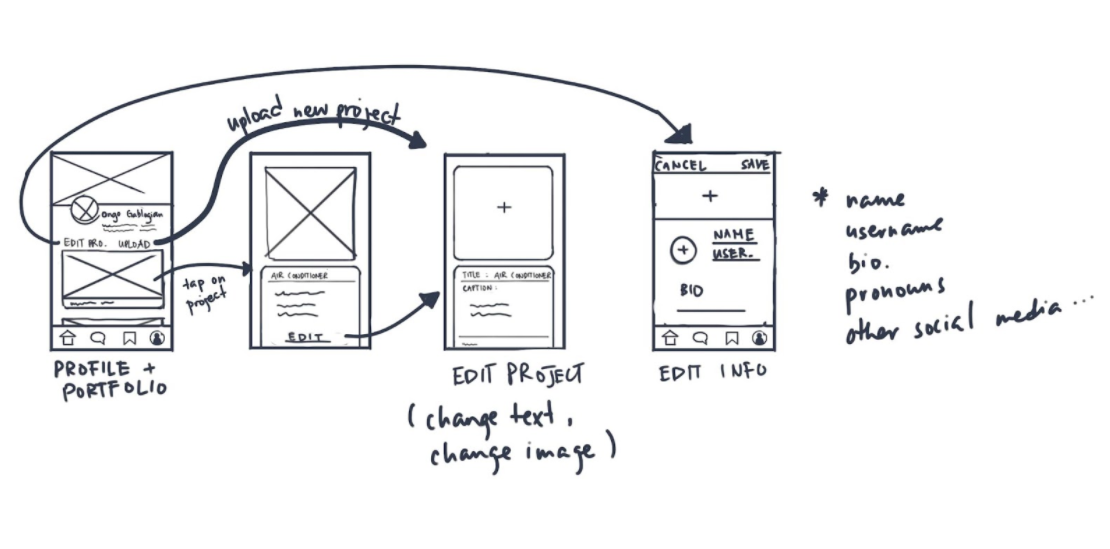 upload new project
Ongo Gablogian
EDIT PRO. UPLOAD
tap on
project
PROFILE +
PORTFOLIO
AIR CONDITIONER
EDIT
TITLE : AIR CONDITIONER
CAPTION :
EDIT PROJECT
(change text,
change image)
CANCEL SAVE
NAME
USER.
BIO
EDIT INFO
* name
username
bio.
pronouns
other social media ...